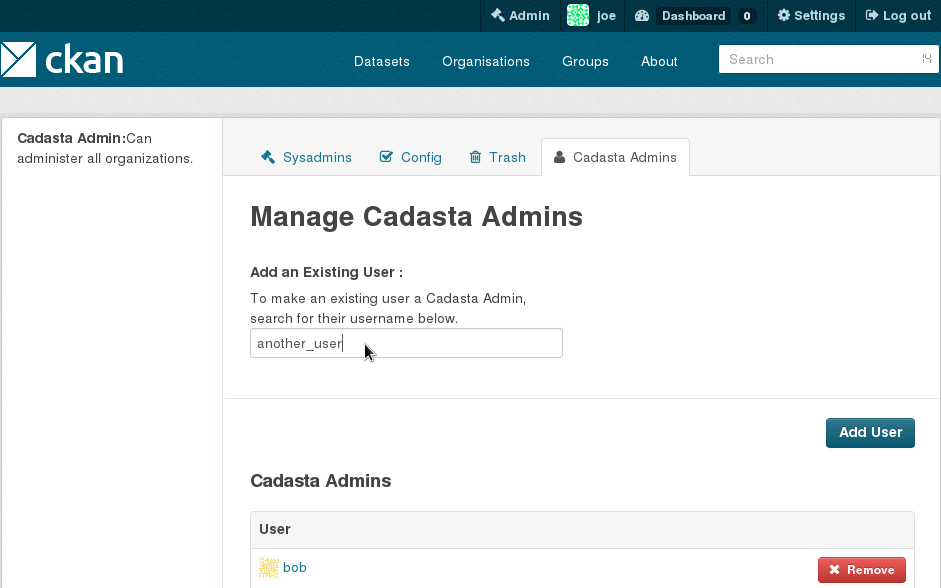 Admin joe Dashboard 0 Settings Log out
ckan Datasets Organisations Groups About Search
Cadasta Admin:Can
administer all organizations.
Sysadmins Config Trash Cadasta Admins
Manage Cadasta Admins
Add an Existing User :
To make an existing user a Cadasta Admin,
search for their username below.
another_user
Add User
Cadasta Admins
User
bob Remove